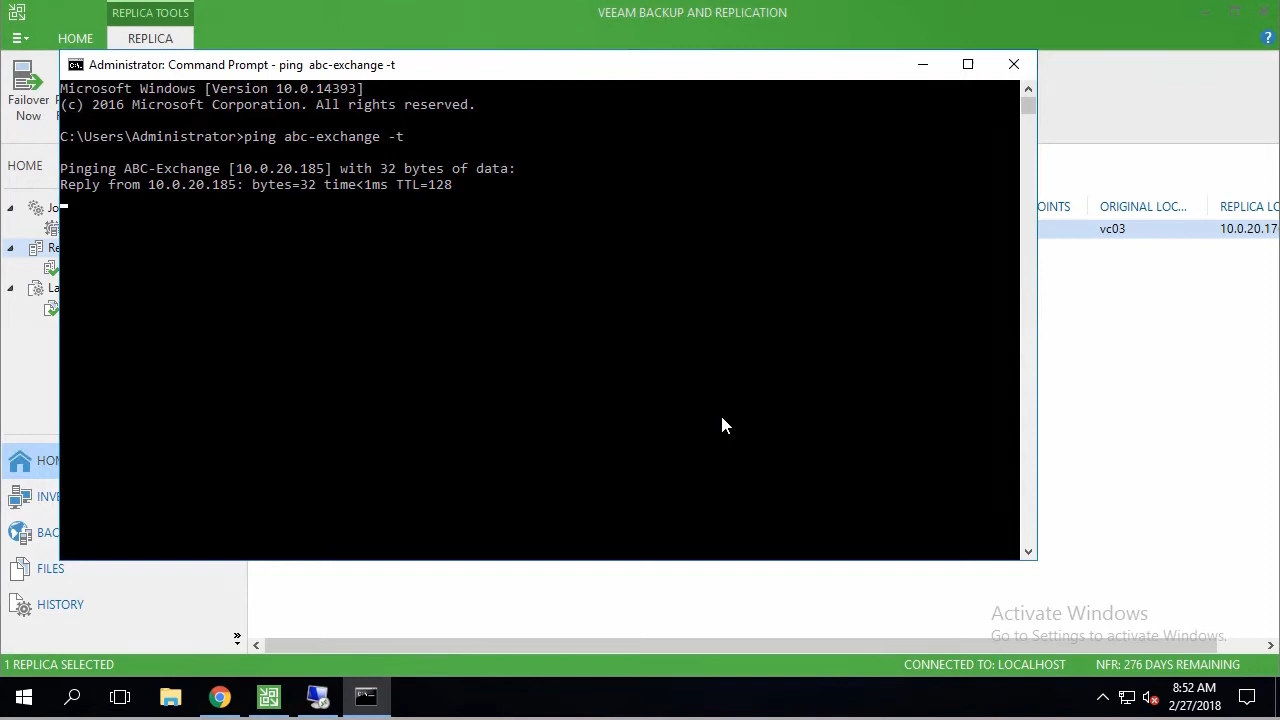 REPLICA TOOLS
VEEAM BACKUP AND REPLICATION
HOME
REPLICA
?
Administrator: Command Prompt - ping  abc-exchange -t
Microsoft Windows [Version 10.0.14393]
(c) 2016 Microsoft Corporation. All rights reserved.
C:\Users\Administrator>ping abc-exchange -t
Pinging ABC-Exchange [10.0.20.185] with 32 bytes of data:
Reply from 10.0.20.185: bytes=32 time<1ms TTL=128
Failover
Now
HOME
Jo
Re
La
OINTS
ORIGINAL LOC...
REPLICA LO
vc03
10.0.20.17
HO
INVE
BAC
FILES
HISTORY
Activate Windows
Go to Settings to activate Windows.
1 REPLICA SELECTED
CONNECTED TO: LOCALHOST
NFR: 276 DAYS REMAINING
8:52 AM
2/27/2018